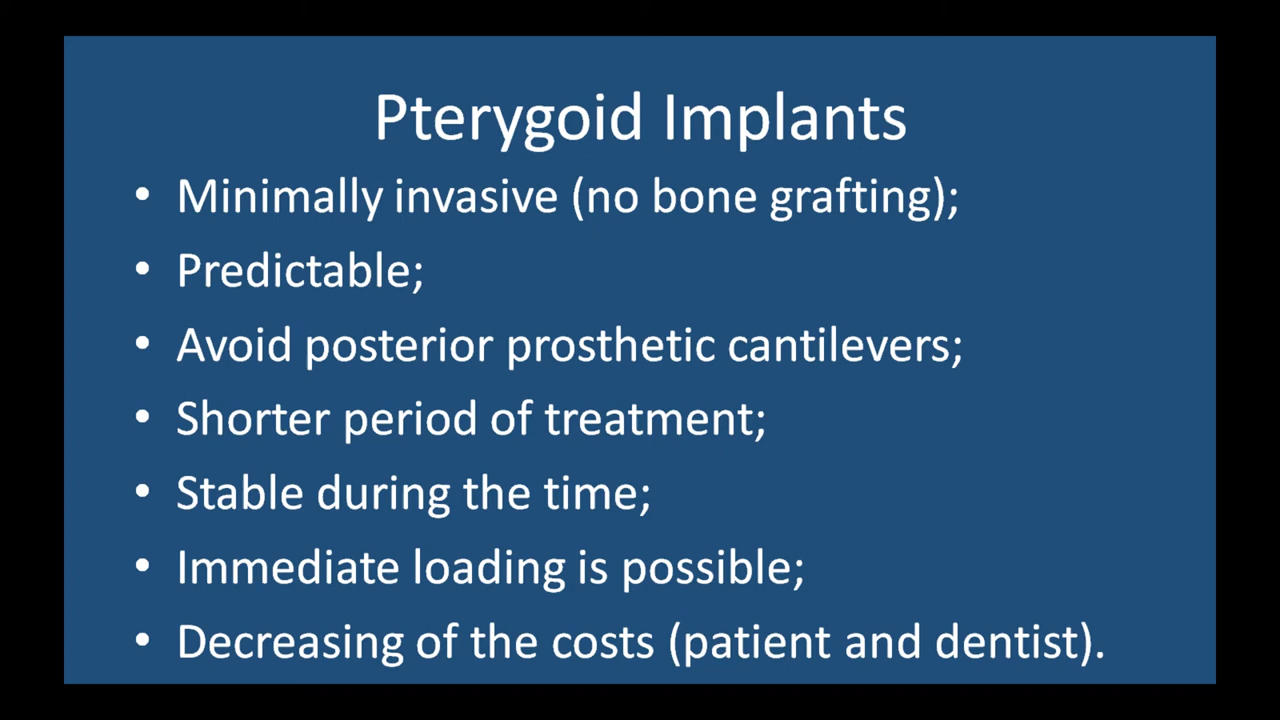 Pterygoid Implants
• Minimally invasive (no bone grafting);
• Predictable;
• Avoid posterior prosthetic cantilevers;
• Shorter period of treatment;
• Stable during the time;
• Immediate loading is possible;
• Decreasing of the costs (patient and dentist).